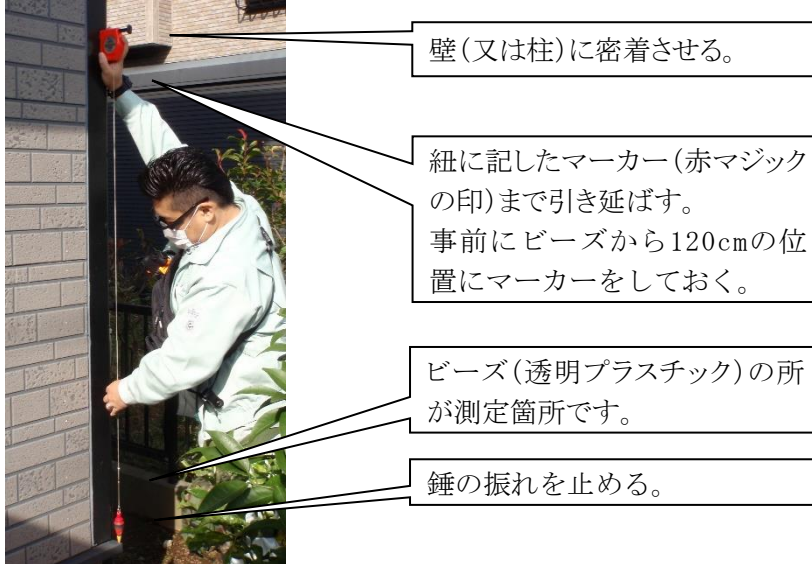 壁(又は柱)に密着させる。
紐に記したマーカー(赤マジック
の印)まで引き延ばす。
事前にビーズから120cmの位
置にマーカーをしておく。
ビーズ(透明プラスチック)の所
が測定箇所です。
錘の振れを止める。